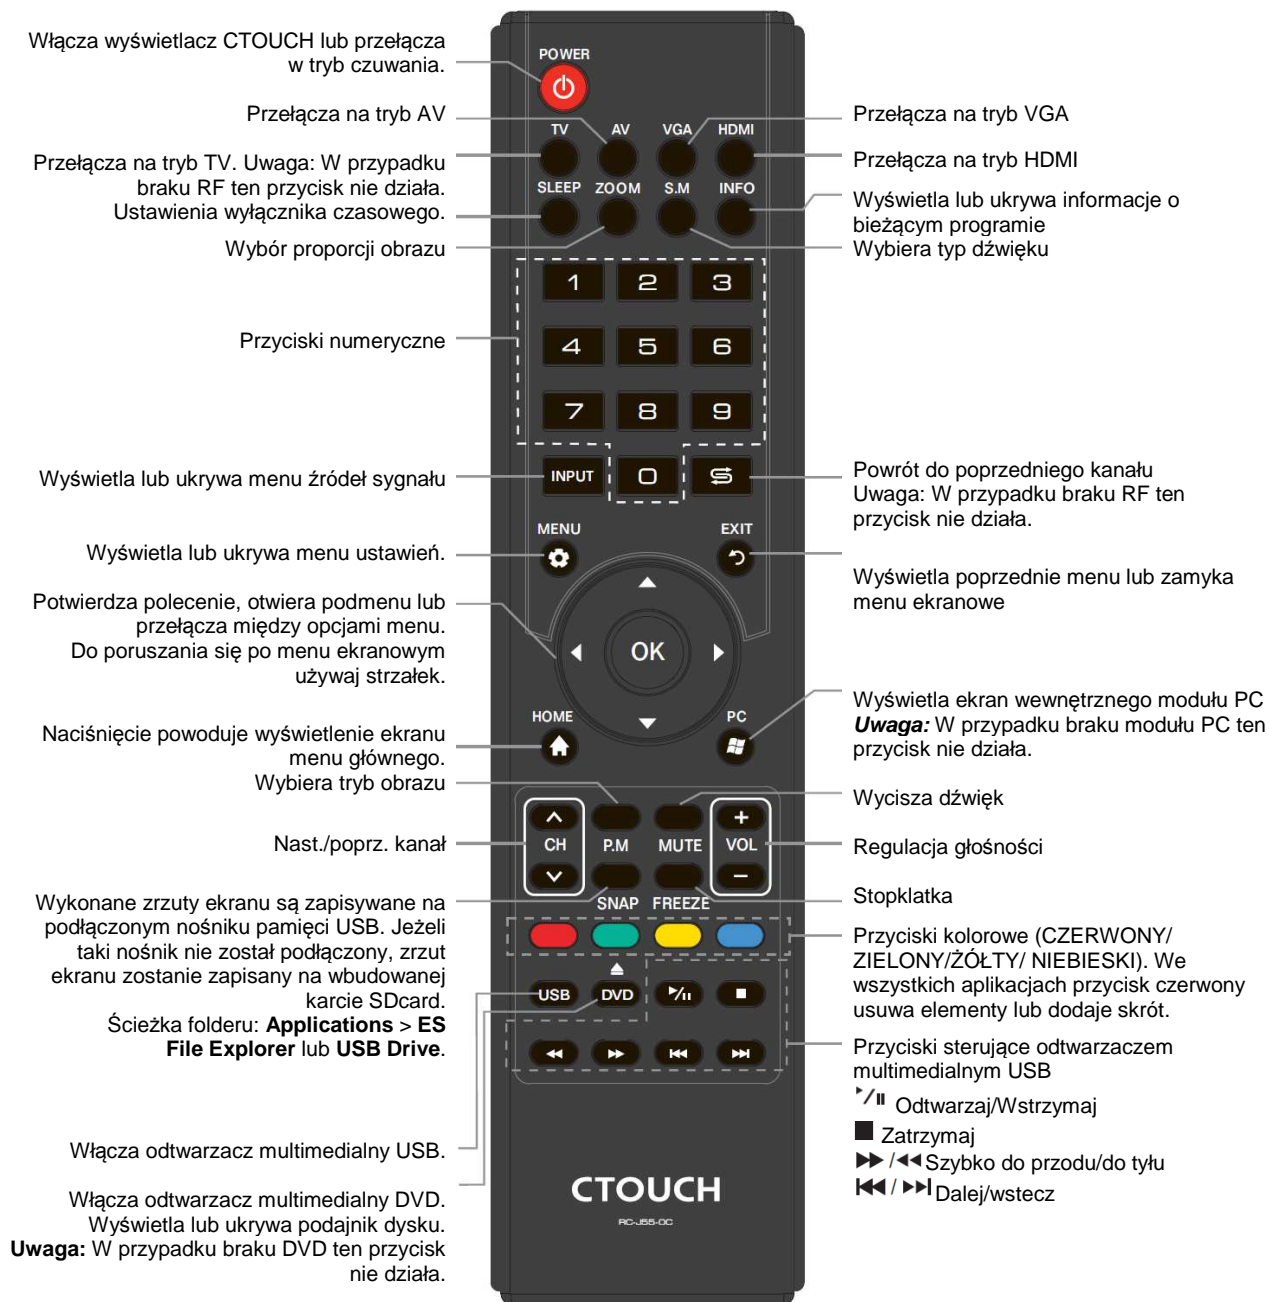 Włącza wyświetlacz CTOUCH lub przełącza
w tryb czuwania.
Przełącza na tryb AV
Przełącza na tryb TV. Uwaga: W przypadku
braku RF ten przycisk nie działa.
Ustawienia wyłącznika czasowego.
Wybór proporcji obrazu
Przyciski numeryczne
Wyświetla lub ukrywa menu źródeł sygnału
Wyświetla lub ukrywa menu ustawień.
Potwierdza polecenie, otwiera podmenu lub
przełącza między opcjami menu.
Do poruszania się po menu ekranowym
używaj strzałek.
Naciśnięcie powoduje wyświetlenie ekranu
menu głównego.
Wybiera tryb obrazu
Nast./poprz. kanał
Wykonane zrzuty ekranu są zapisywane na
podłączonym nośniku pamięci USB. Jeżeli
taki nośnik nie został podłączony, zrzut
ekranu zostanie zapisany na wbudowanej
karcie SDcard.
Ścieżka folderu: Applications > ES
File Explorer lub USB Drive.
Włącza odtwarzacz multimedialny USB.
Włącza odtwarzacz multimedialny DVD.
Wyświetla lub ukrywa podajnik dysku.
Uwaga: W przypadku braku DVD ten przycisk
nie działa.
POWER
TV AV VGA HDMI
SLEEP ZOOM S.M INFO
1 2 3
4 5 6
7 8 9
INPUT 0
MENU EXIT
OK
HOME PC
CH P.M MUTE VOL
SNAP FREEZE
USB DVD
CTOUCH
RC-J55-0C
Przełącza na tryb VGA
Przełącza na tryb HDMI
Wyświetla lub ukrywa informacje o
bieżącym programie
Wybiera typ dźwięku
Powrót do poprzedniego kanału
Uwaga: W przypadku braku RF ten
przycisk nie działa.
Wyświetla poprzednie menu lub zamyka
menu ekranowe
Wyświetla ekran wewnętrznego modułu PC
Uwaga: W przypadku braku modułu PC ten
przycisk nie działa.
Wycisza dźwięk
Regulacja głośności
Stopklatka
Przyciski kolorowe (CZERWONY/
ZIELONY/ŻÓŁTY/ NIEBIESKI). We
wszystkich aplikacjach przycisk czerwony
usuwa elementy lub dodaje skrót.
Przyciski sterujące odtwarzaczem
multimedialnym USB
Odtwarzaj/Wstrzymaj
Zatrzymaj
/ Szybko do przodu/do tyłu
/ Dalej/wstecz